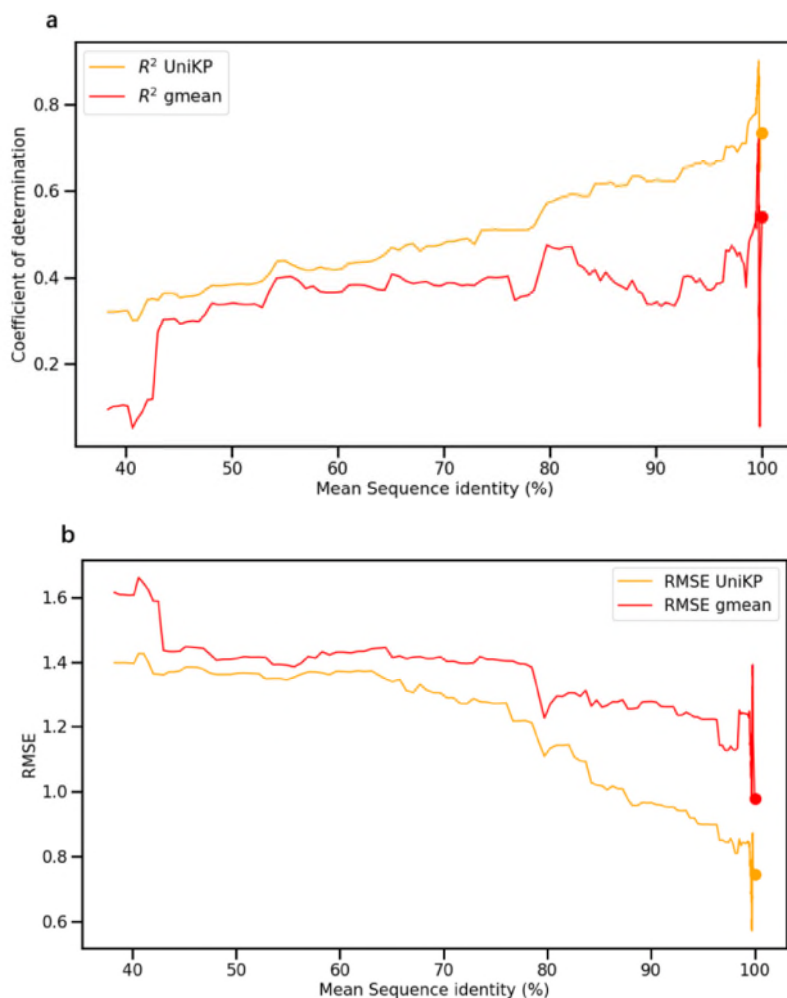 a
R² UniKP
R² gmean
0.8
0.6
0.4
0.2
Coefficient of determination
40 50 60 70 80 90 100
Mean Sequence identity (%)
b
RMSE UniKP
RMSE gmean
1.6
1.4
1.2
1.0
0.8
0.6
RMSE
40 50 60 70 80 90 100
Mean Sequence identity (%)